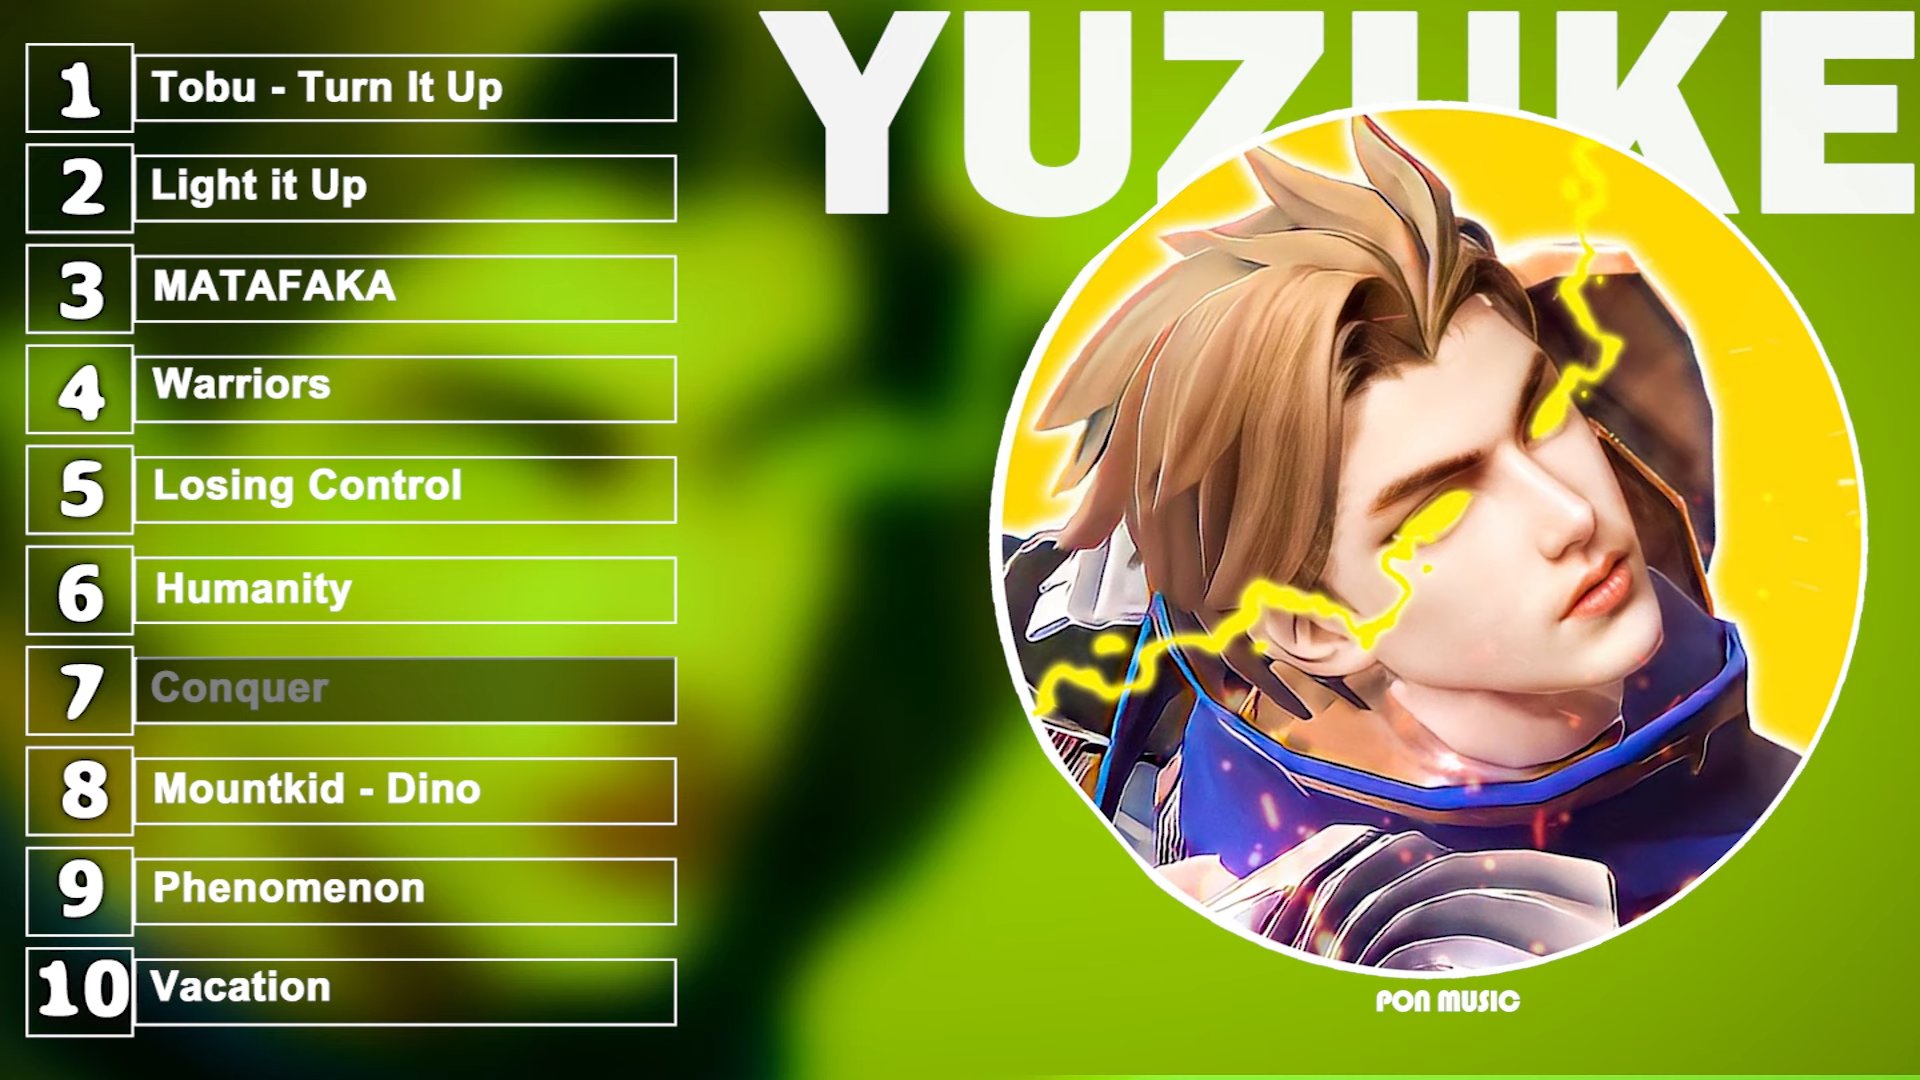 YUZUKE
1 Tobu - Turn It Up
2 Light it Up
3 MATAFAKA
4 Warriors
5 Losing Control
6 Humanity
7 Conquer
8 Mountkid - Dino
9 Phenomenon
10 Vacation
PON MUSIC